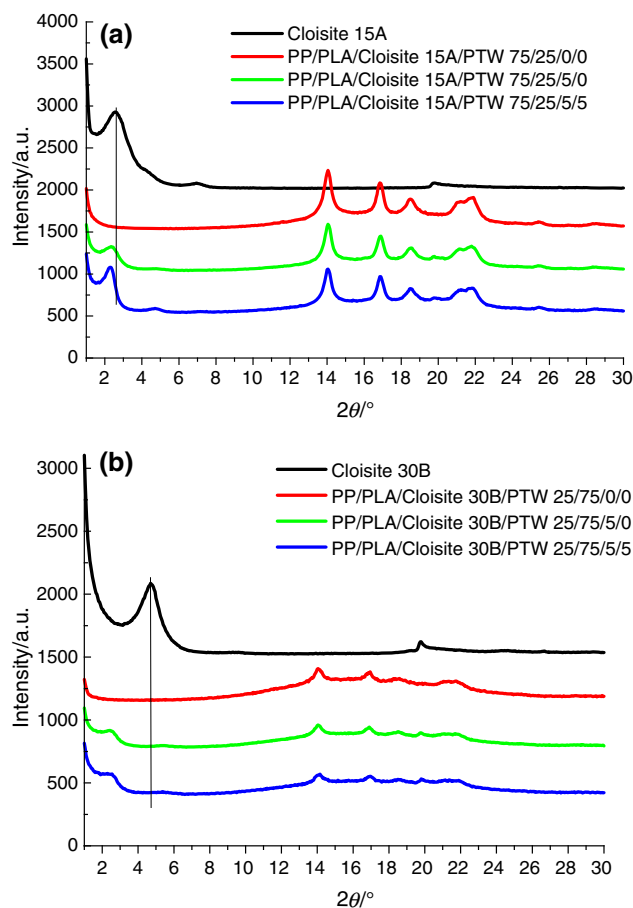 (a)
Cloisite 15A
PP/PLA/Cloisite 15A/PTW 75/25/0/0
PP/PLA/Cloisite 15A/PTW 75/25/5/0
PP/PLA/Cloisite 15A/PTW 75/25/5/5
Intensity/a.u.
4000
3500
3000
2500
2000
1500
1000
500
0
2 4 6 8 10 12 14 16 18 20 22 24 26 28 30
2θ/°
(b)
Cloisite 30B
PP/PLA/Cloisite 30B/PTW 25/75/0/0
PP/PLA/Cloisite 30B/PTW 25/75/5/0
PP/PLA/Cloisite 30B/PTW 25/75/5/5
Intensity/a.u.
3000
2500
2000
1500
1000
500
0
2 4 6 8 10 12 14 16 18 20 22 24 26 28 30
2θ/°